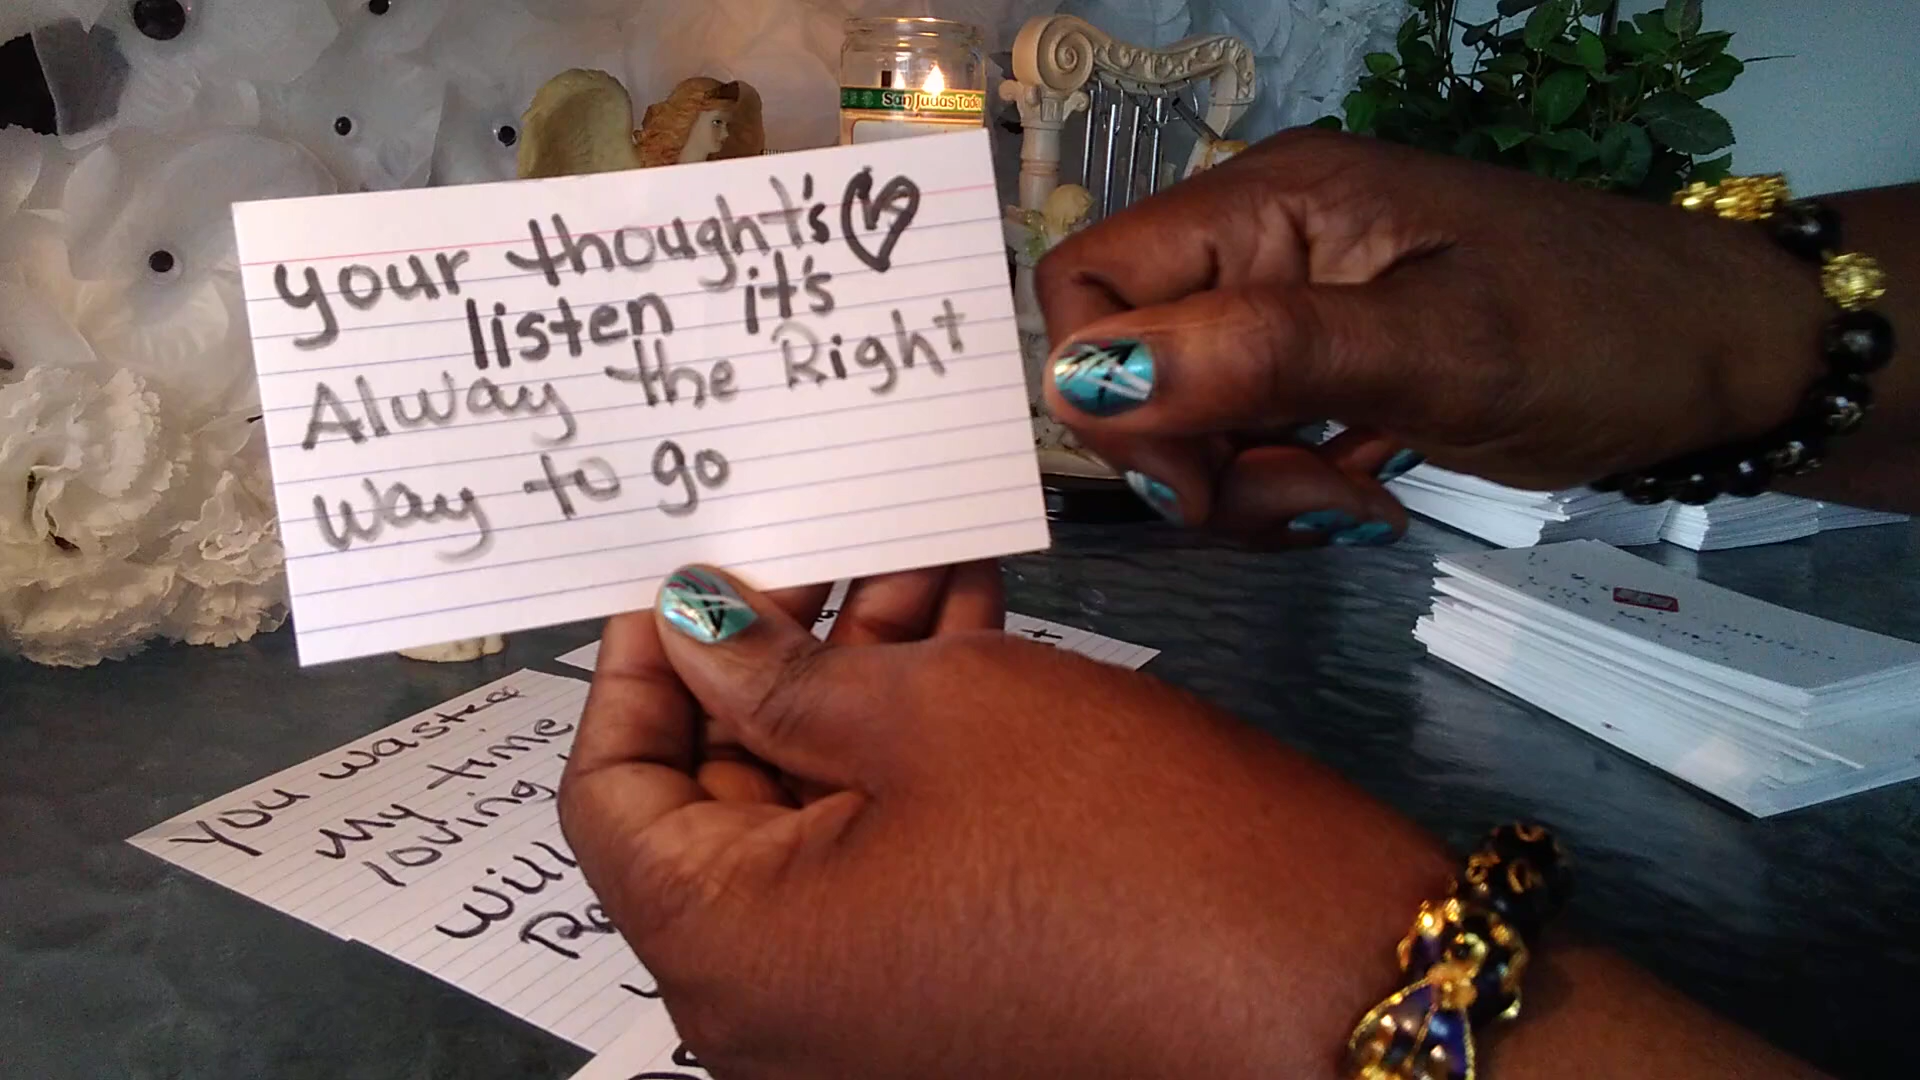 San Judas Tadeo
your thought's
listen it's
Alway the Right
Way to go
You wasted
My time
loving
Will